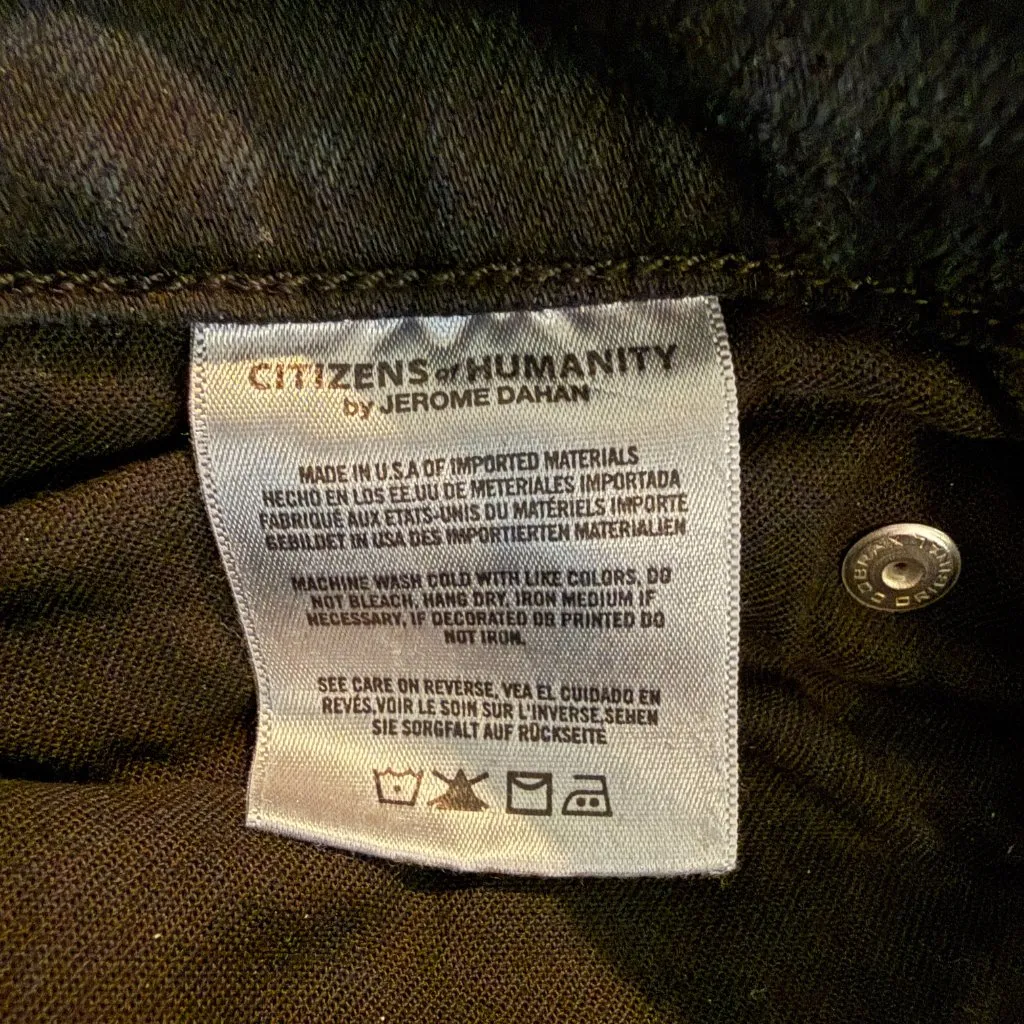 CITIZENS of HUMANITY
by JEROME DAHAN
MADE IN U.S.A OF IMPORTED MATERIALS
HECHO EN LOS EE.UU DE METERIALES IMPORTADA
FABRIQUÉ AUX ETATS-UNIS DU MATÉRIELS IMPORTE
GEBILDET IN USA DES IMPORTIERTEN MATERIALIEN
MACHINE WASH COLD WITH LIKE COLORS, DO
NOT BLEACH, HANG DRY, IRON MEDIUM IF
NECESSARY, IF DECORATED OR PRINTED DO
NOT IRON.
SEE CARE ON REVERSE, VEA EL CUIDADO EN
REVÉS,VOIR LE SOIN SUR L'INVERSE,SEHEN
SIE SORGFALT AUF RÜCKSEITE